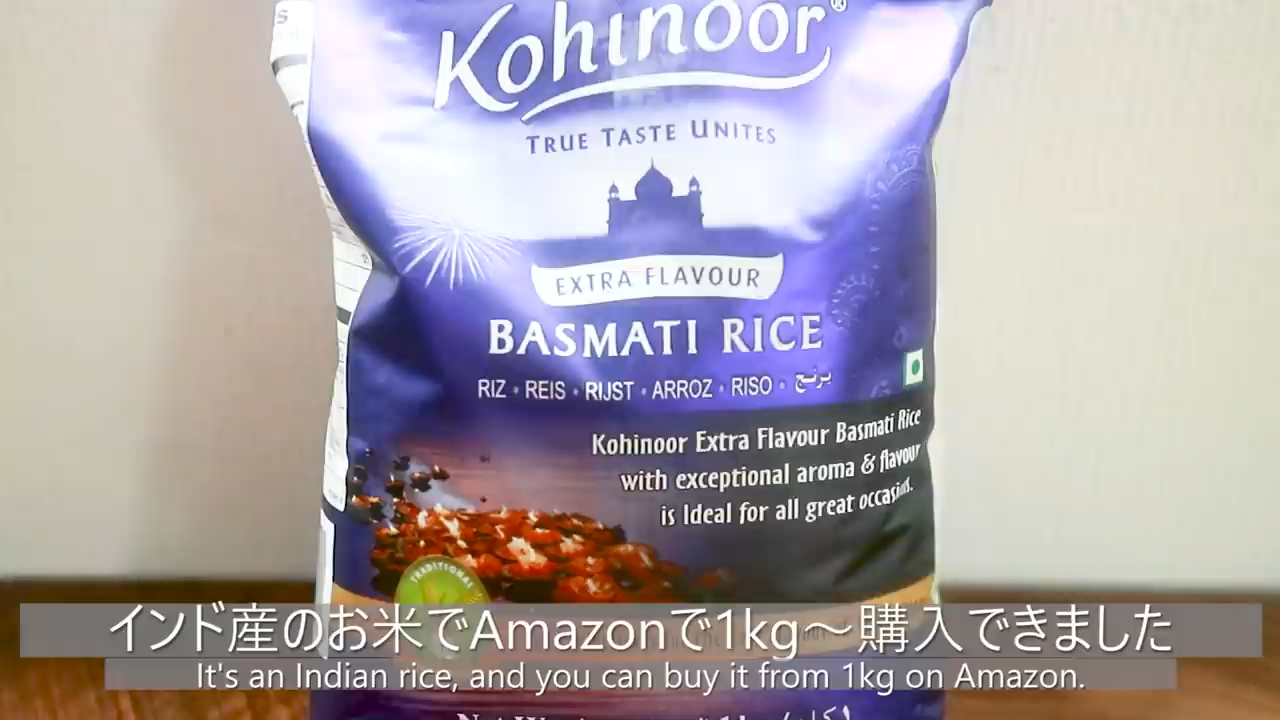 Kohinoor®
TRUE TASTE UNITES
EXTRA FLAVOUR
BASMATI RICE
RIZ · REIS · RIJST · ARROZ · RISO · برنج
Kohinoor Extra Flavour Basmati Rice
with exceptional aroma & flavour
is Ideal for all great occasions.
TRADITIONAL
インド産のお米でAmazonで1kg～購入できました
It's an Indian rice, and you can buy it from 1kg on Amazon.